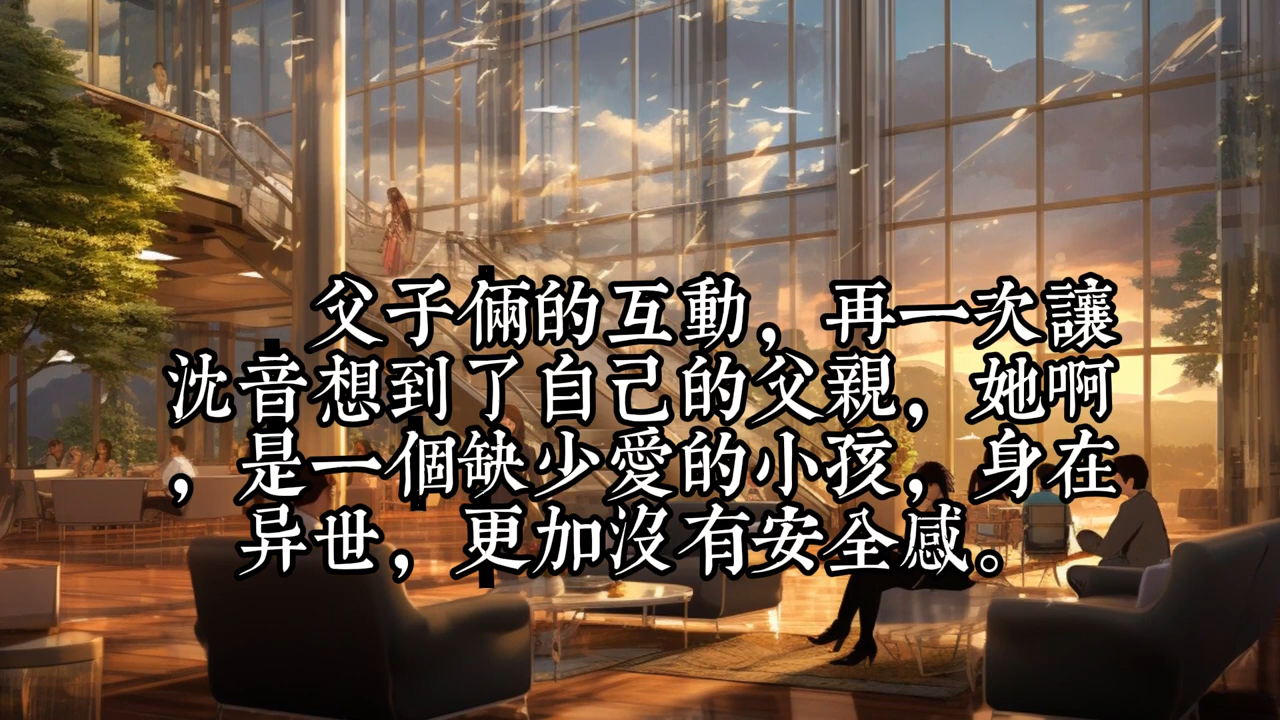 父子倆的互動，再一次讓
沈音想到了自己的父親，她啊
，是一個缺少愛的小孩，身在
异世，更加沒有安全感。